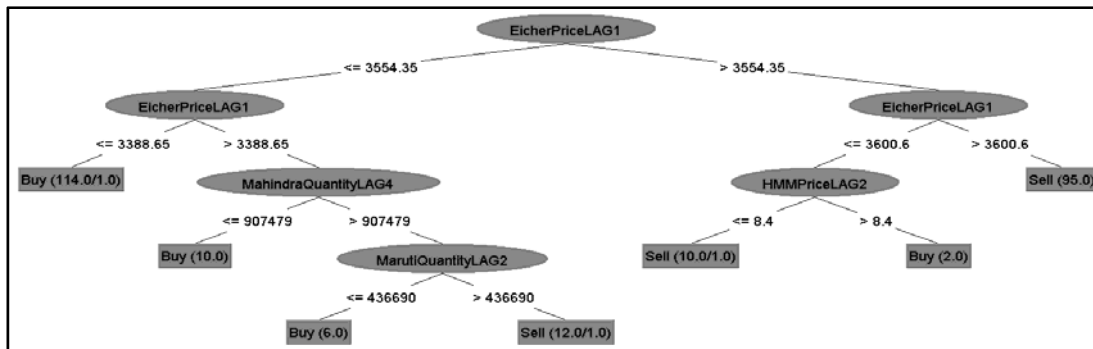 EicherPriceLAG1
<= 3554.35 > 3554.35
EicherPriceLAG1 EicherPriceLAG1
<= 3388.65 > 3388.65 <= 3600.6 > 3600.6
Buy (114.0/1.0) MahindraQuantityLAG4 HMMPriceLAG2 Sell (95.0)
<= 907479 > 907479 <= 8.4 > 8.4
Buy (10.0) MarutiQuantityLAG2 Sell (10.0/1.0) Buy (2.0)
<= 436690 > 436690
Buy (6.0) Sell (12.0/1.0)